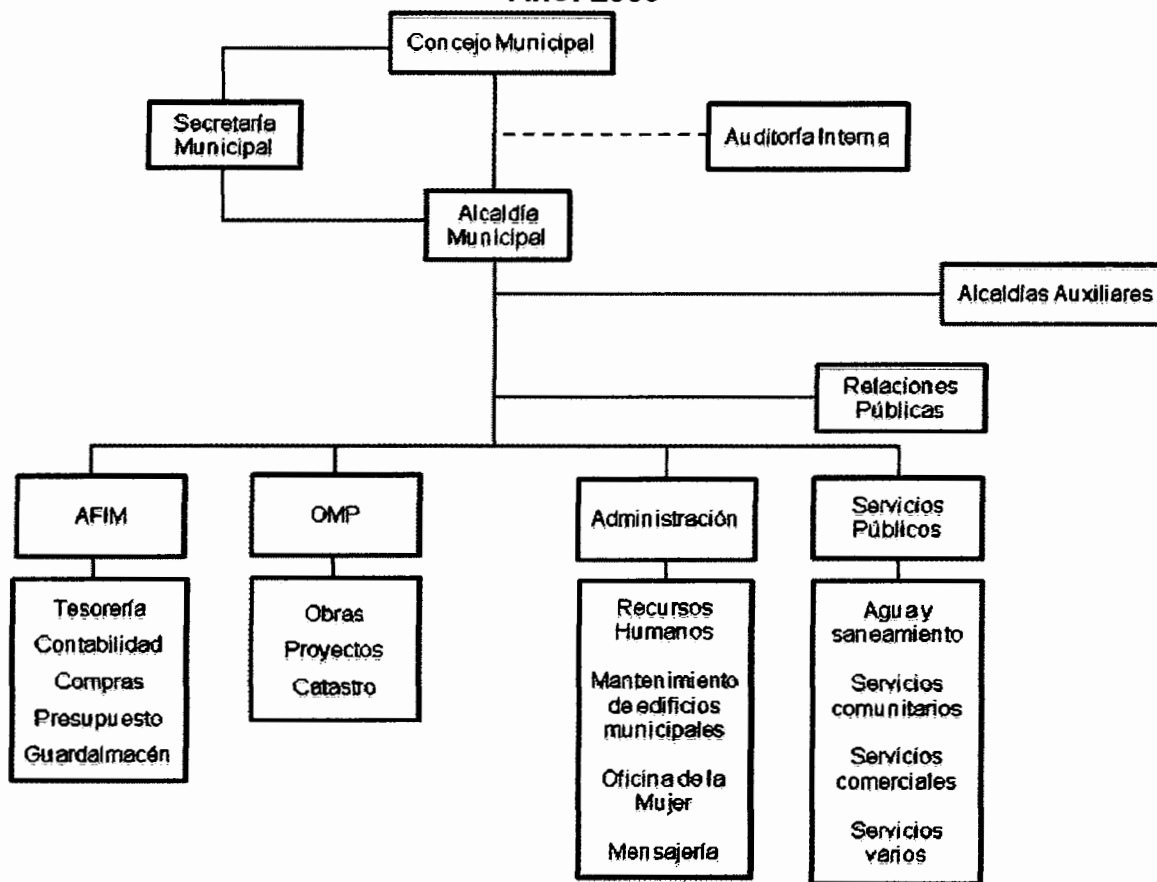 Concejo Municipal
Secretaría
Municipal
Auditoría Interna
Alcaldía
Municipal
Alcaldías Auxiliares
Relaciones
Públicas
AFIM
OMP
Administración
Servicios
Públicos
Tesorería
Contabilidad
Compras
Presupuesto
Guardalmacén
Obras
Proyectos
Catastro
Recursos
Humanos
Mantenimiento
de edificios
municipales
Oficina de la
Mujer
Mensajería
Agua y
saneamiento
Servicios
comunitarios
Servicios
comerciales
Servicios
varios